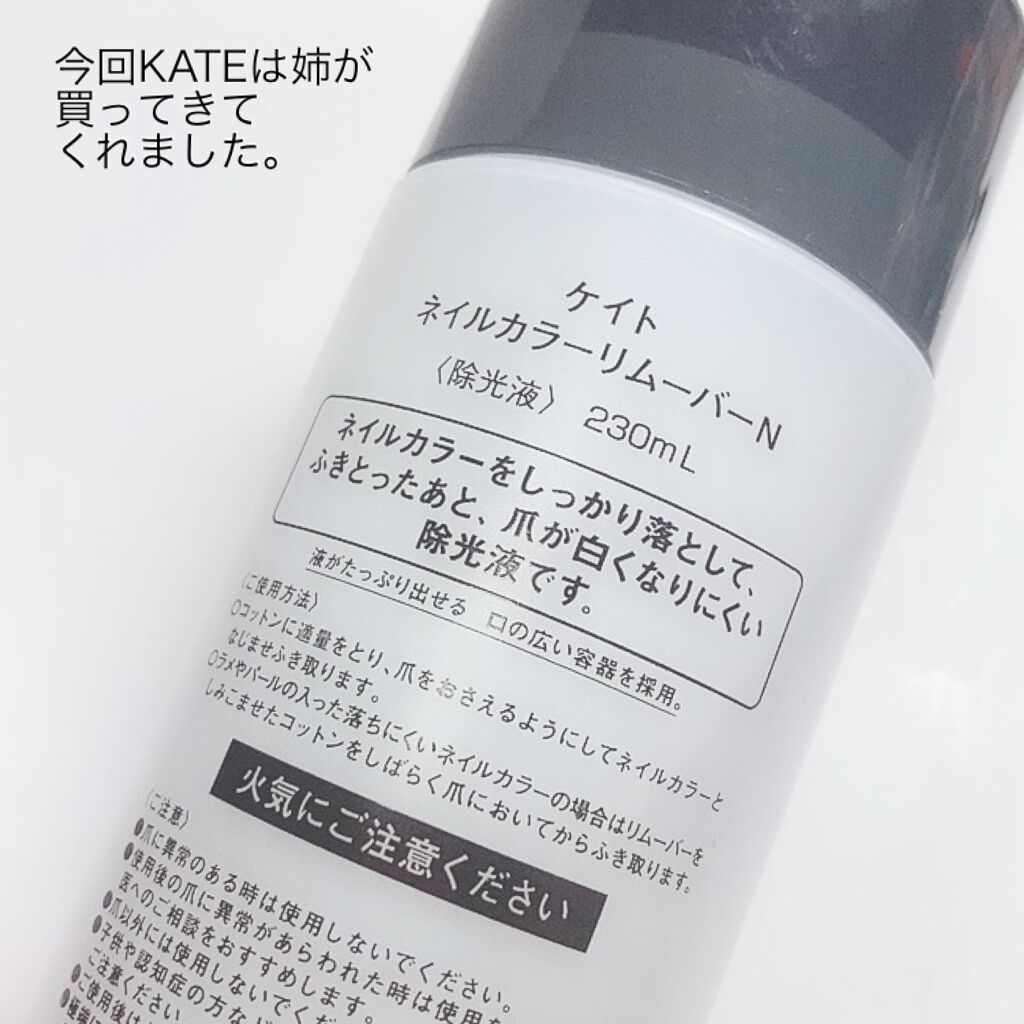 今回KATEは姉が
買ってきて
くれました。
ケイト
ネイルカラーリムーバーN
〈除光液〉 230mL
ネイルカラーをしっかり落として、
ふきとったあと、爪が白くなりにくい
除光液です。
液がたっぷり出せる 口の広い容器を採用。
〈ご使用方法〉
○コットンに適量をとり、爪をおさえるようにしてネイルカラーと
なじませふき取ります。
○ラメやパールの入った落ちにくいネイルカラーの場合はリムーバーを
しみこませたコットンをしばらく爪においてからふき取ります。
火気にご注意ください
〈ご注意〉
●爪に異常のある時は使用しないでください。
●使用後の爪に異常があらわれた時は使用を
医へのご相談をおすすめします。
●爪以外には使用しないでくだ
●子供や認知症の方など
ご注意ください
●ご使用後は
●極端に